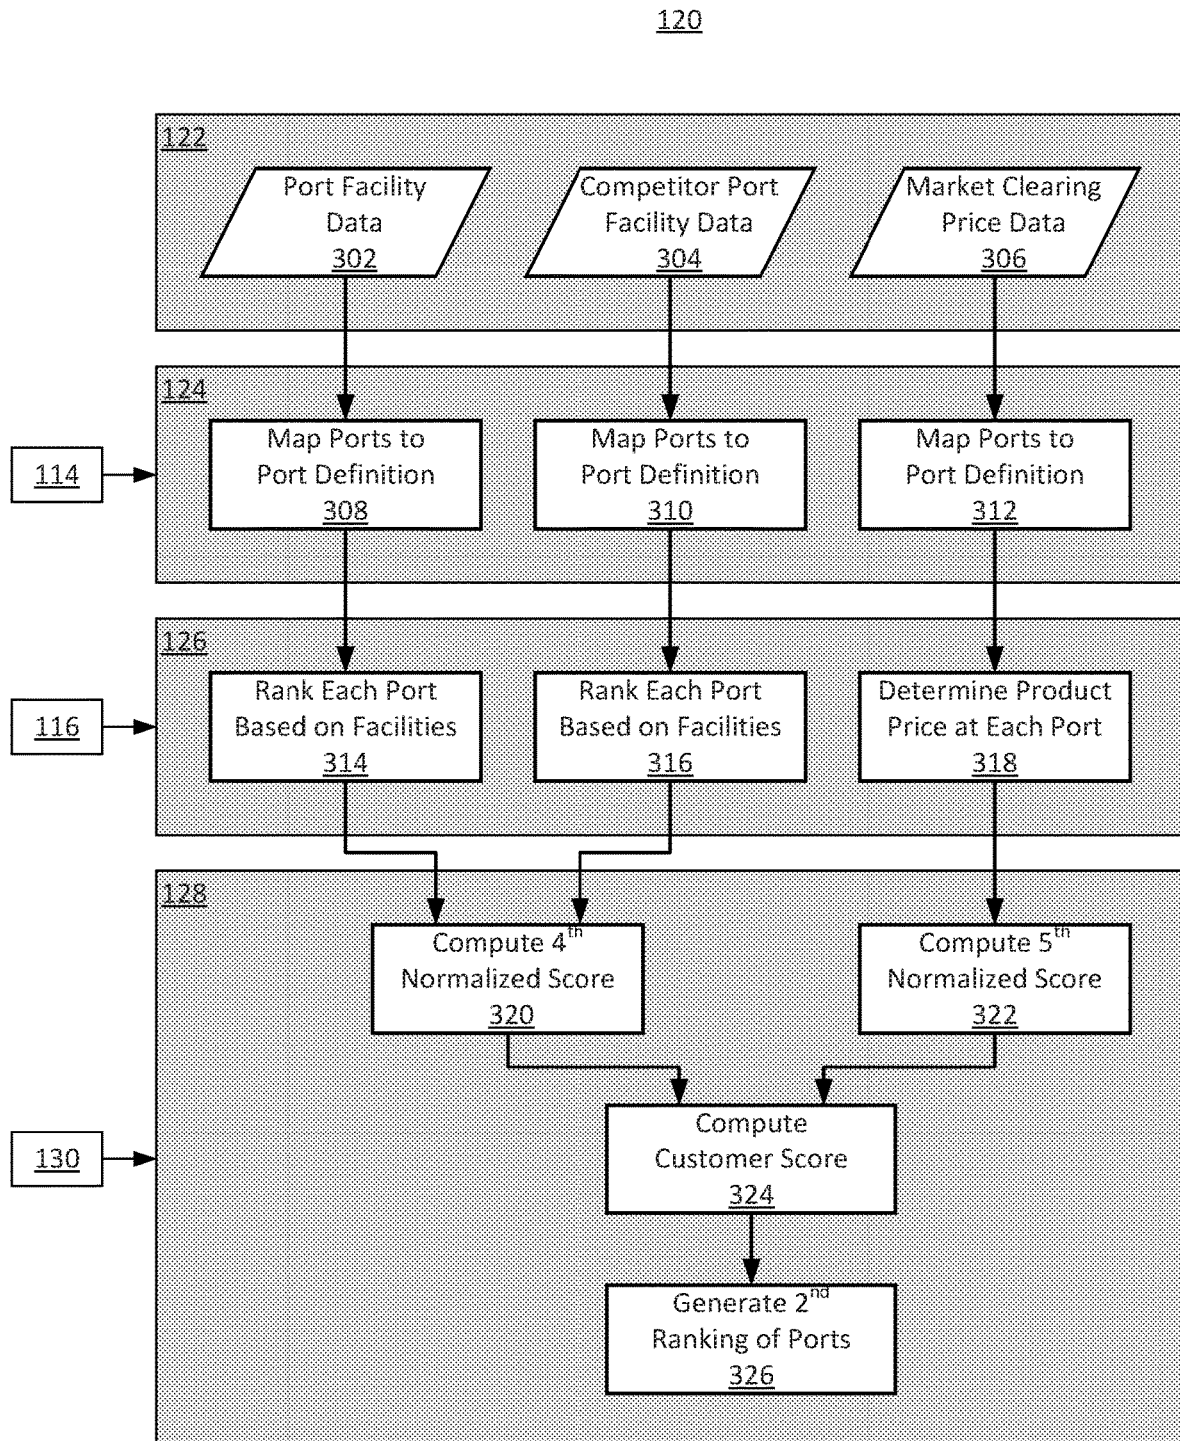 120
122
Port Facility
Data
302
Competitor Port
Facility Data
304
Market Clearing
Price Data
306
124
114
Map Ports to
Port Definition
308
Map Ports to
Port Definition
310
Map Ports to
Port Definition
312
126
116
Rank Each Port
Based on Facilities
314
Rank Each Port
Based on Facilities
316
Determine Product
Price at Each Port
318
128
Compute 4th
Normalized Score
320
Compute 5th
Normalized Score
322
130
Compute
Customer Score
324
Generate 2nd
Ranking of Ports
326